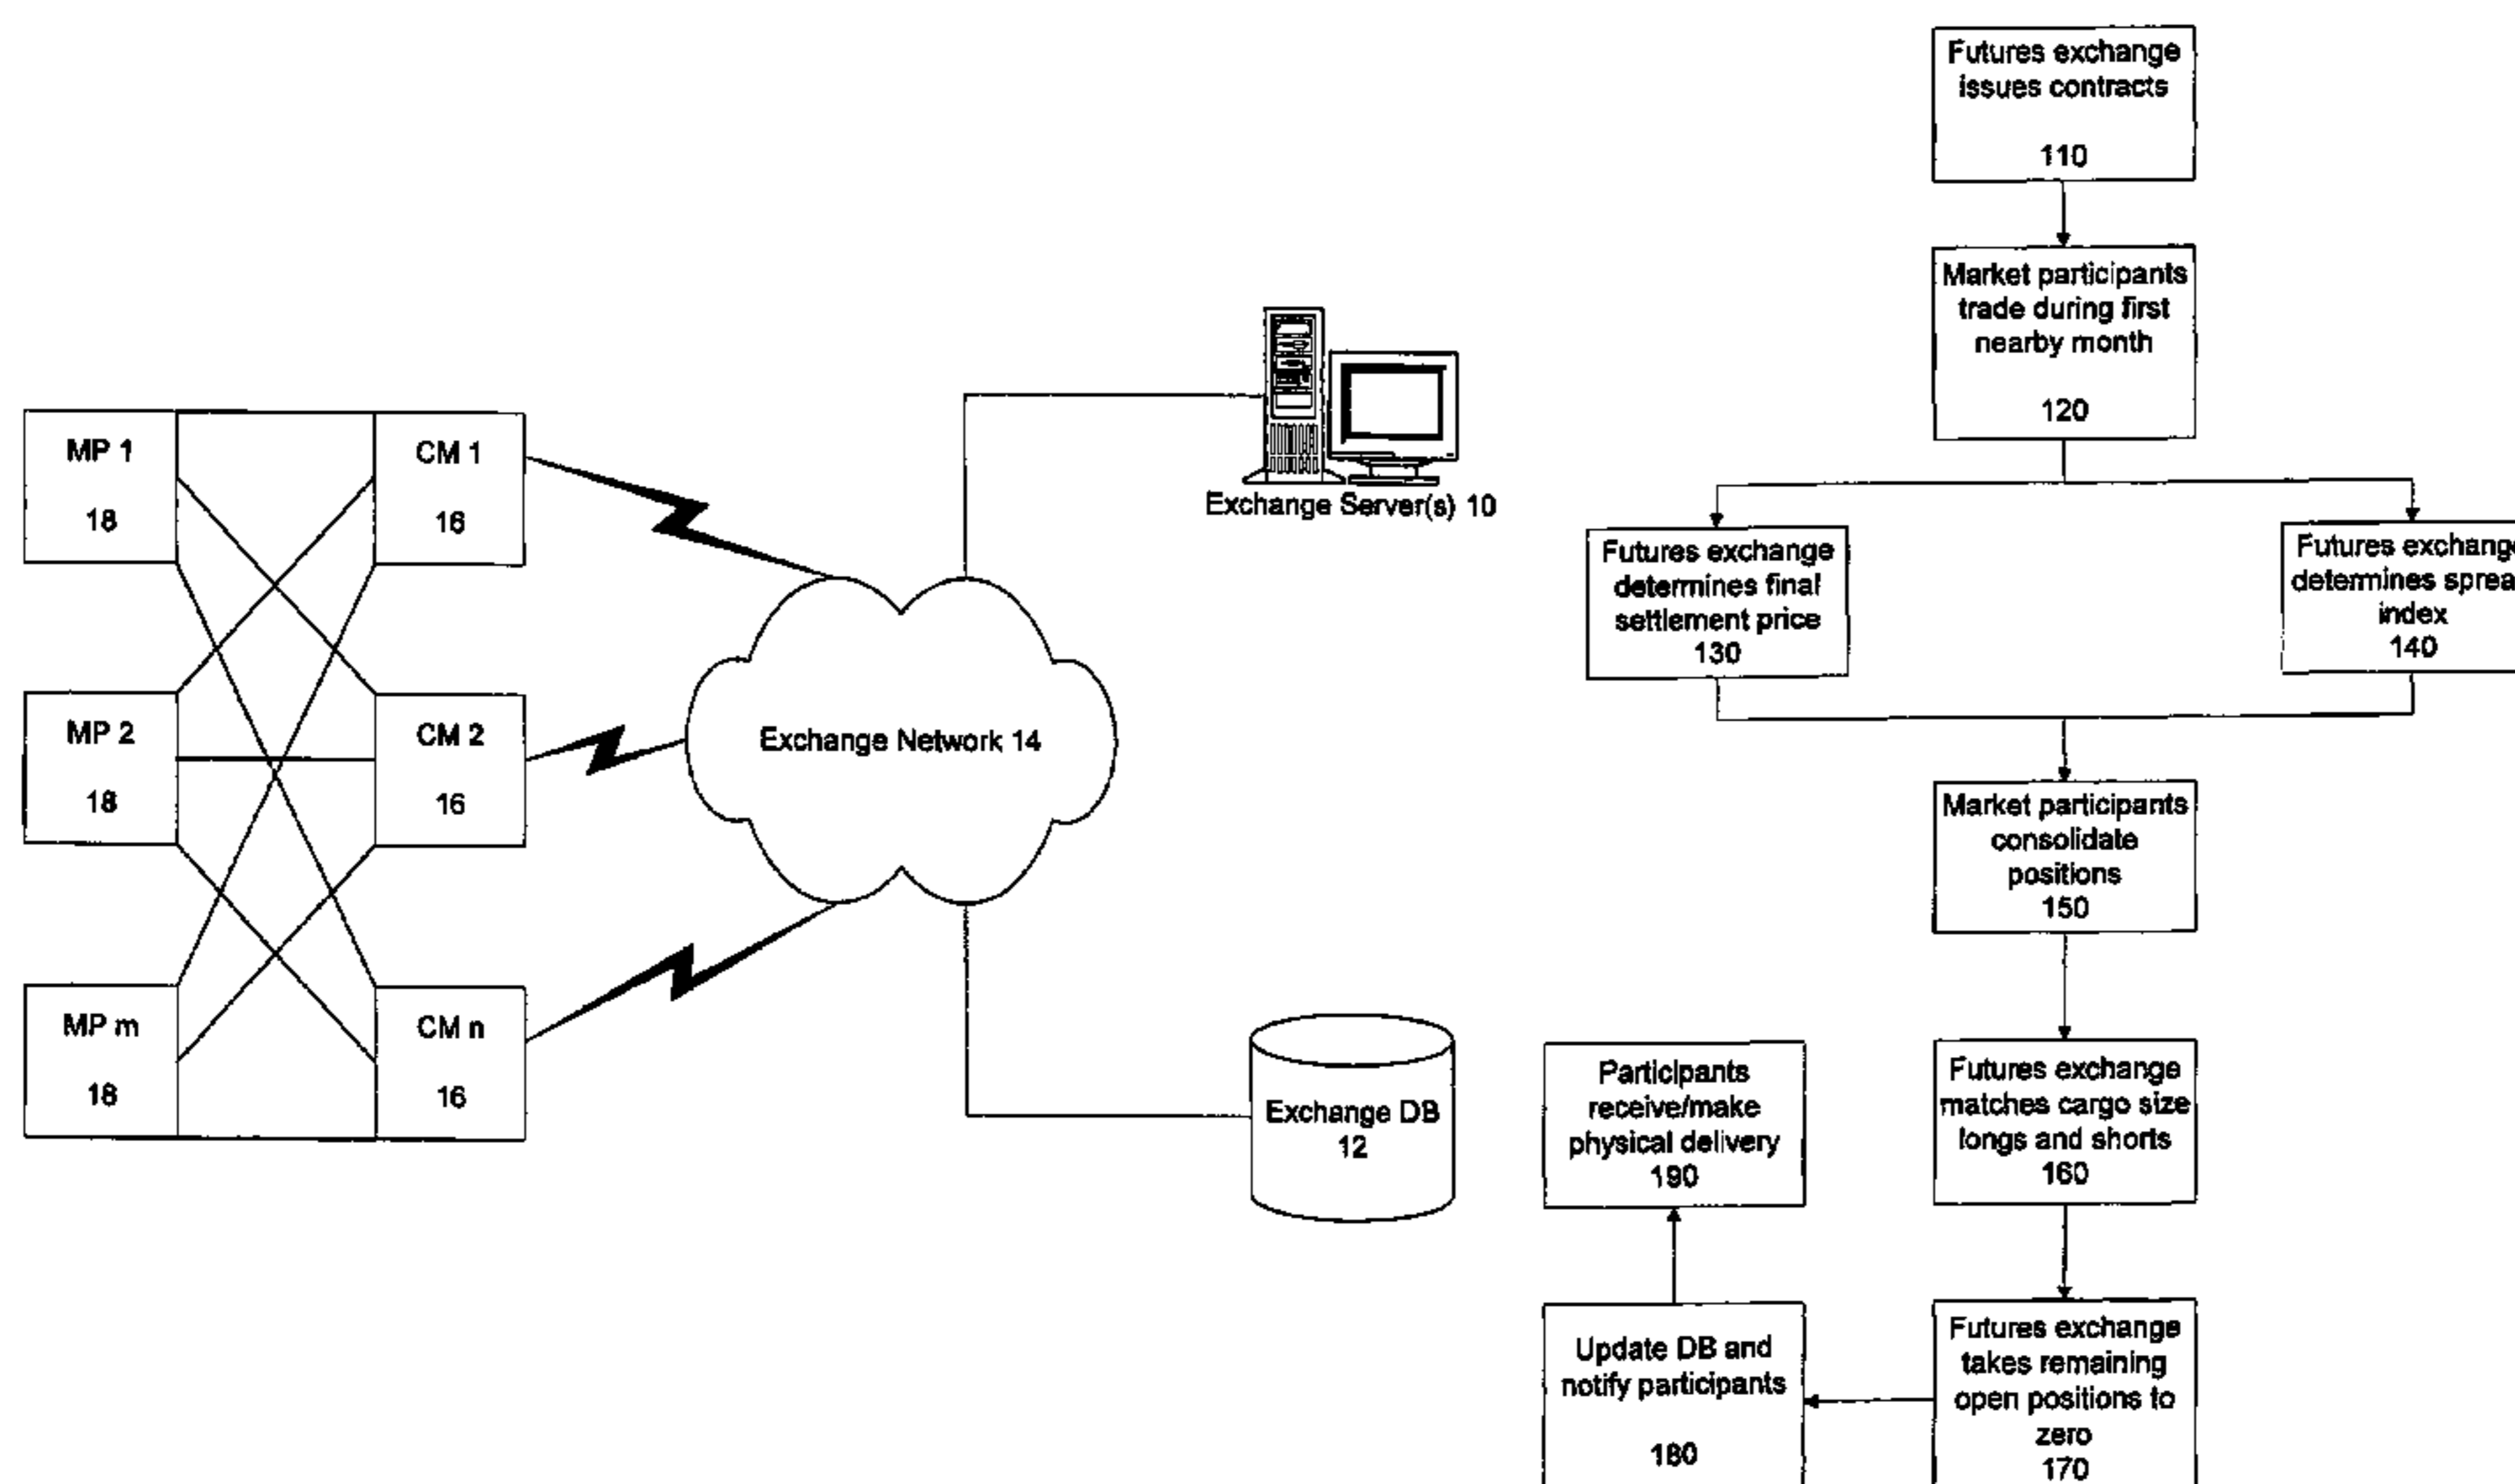 MP 1
18
CM 1
16
MP 2
18
CM 2
16
MP m
18
CM n
16
Exchange Network 14
Exchange Server(s) 10
Exchange DB
12
Futures exchange
issues contracts
110
Market participants
trade during first
nearby month
120
Futures exchange
determines final
settlement price
130
Futures exchange
determines sprea
index
140
Market participants
consolidate
positions
150
Futures exchange
matches cargo size
longs and shorts
160
Futures exchange
takes remaining
open positions to
zero
170
Update DB and
notify participants
180
Participants
receive/make
physical delivery
190